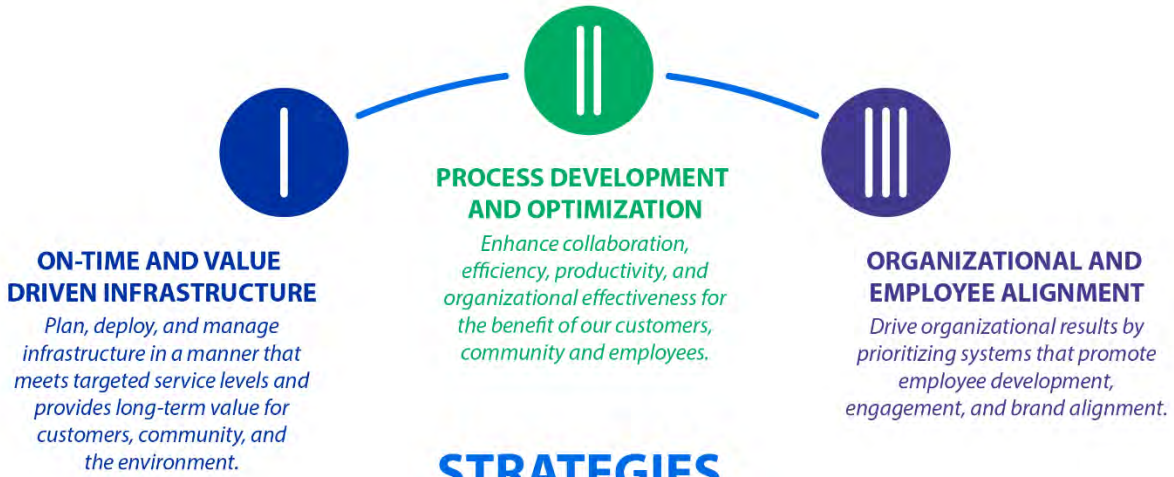 I
ON-TIME AND VALUE
DRIVEN INFRASTRUCTURE
Plan, deploy, and manage
infrastructure in a manner that
meets targeted service levels and
provides long-term value for
customers, community, and
the environment.
II
PROCESS DEVELOPMENT
AND OPTIMIZATION
Enhance collaboration,
efficiency, productivity, and
organizational effectiveness for
the benefit of our customers,
community and employees.
III
ORGANIZATIONAL AND
EMPLOYEE ALIGNMENT
Drive organizational results by
prioritizing systems that promote
employee development,
engagement, and brand alignment.
STRATEGIES